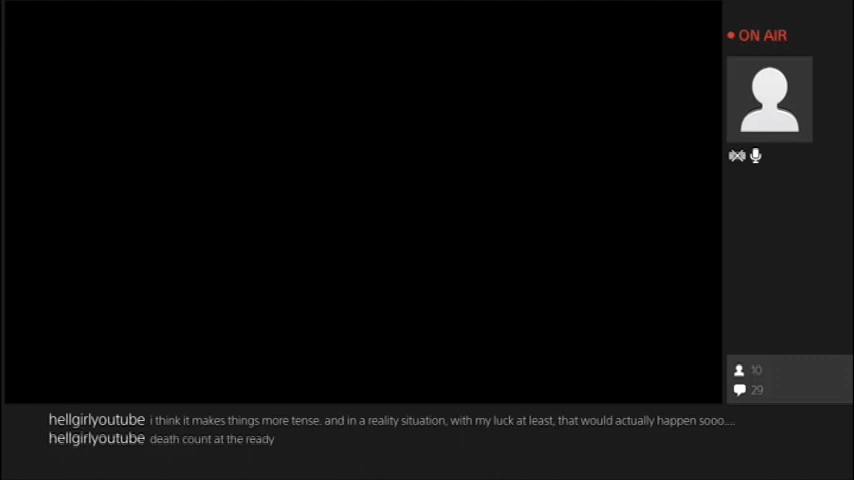 ON AIR
10
29
hellgirlyoutube i think it makes things more tense. and in a reality situation, with my luck at least, that would actually happen sooo....
hellgirlyoutube death count at the ready